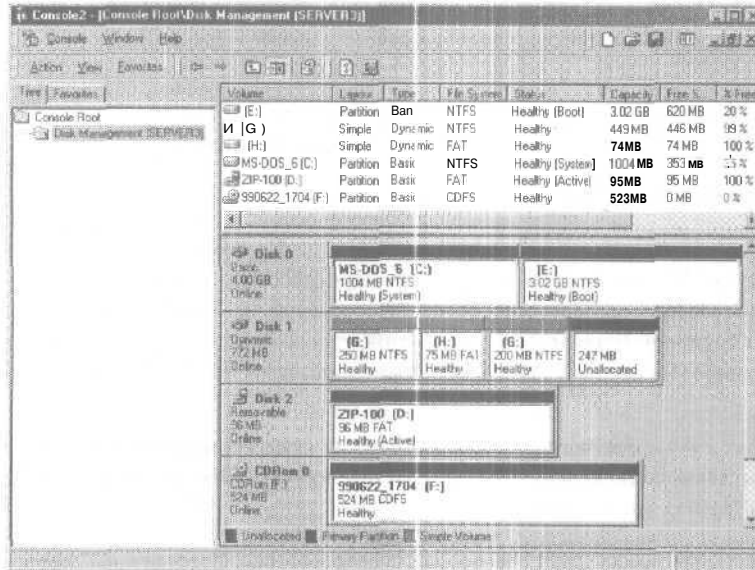 Console2 - [Console Root\Disk Management (SERVER3)]
Console Window Help
Action View Favorites
Tree Favorites
Console Root
Disk Management (SERVER3)
Volume Layout Type File System Status Capacity Free S. % Free
(E:) Partition Ban NTFS Healthy (Boot) 3.02 GB 620 MB 20 %
И |G ) Simple Dynamic NTFS Healthy 449 MB 446 MB 99 %
(H:) Simple Dynamic FAT Healthy 74MB 74 MB 100 %
MS-DOS_6 (C:) Partition Basic NTFS Healthy (System) 1004 MB 353 MB 35 %
ZIP-100 (D:) Partition Basic FAT Healthy (Active) 95MB 95 MB 100 %
990622_1704 (F:) Partition Basic CDFS Healthy 523MB 0 MB 0 %
Disk 0
Basic
4.00 GB
Online
MS-DOS_6 (C:)
1004 MB NTFS
Healthy (System)
(E:)
3.02 GB NTFS
Healthy (Boot)
Disk 1
Dynamic
772 MB
Online
(G:)
250 MB NTFS
Healthy
(H:)
75 MB FAT
Healthy
(G:)
200 MB NTFS
Healthy
247 MB
Unallocated
Disk 2
Removable
96 MB
Online
ZIP-100 (D:)
96 MB FAT
Healthy (Active)
CDRom 0
CDRom (F:)
524 MB
Online
990622_1704 (F:)
524 MB CDFS
Healthy
Unallocated Primary Partition Simple Volume